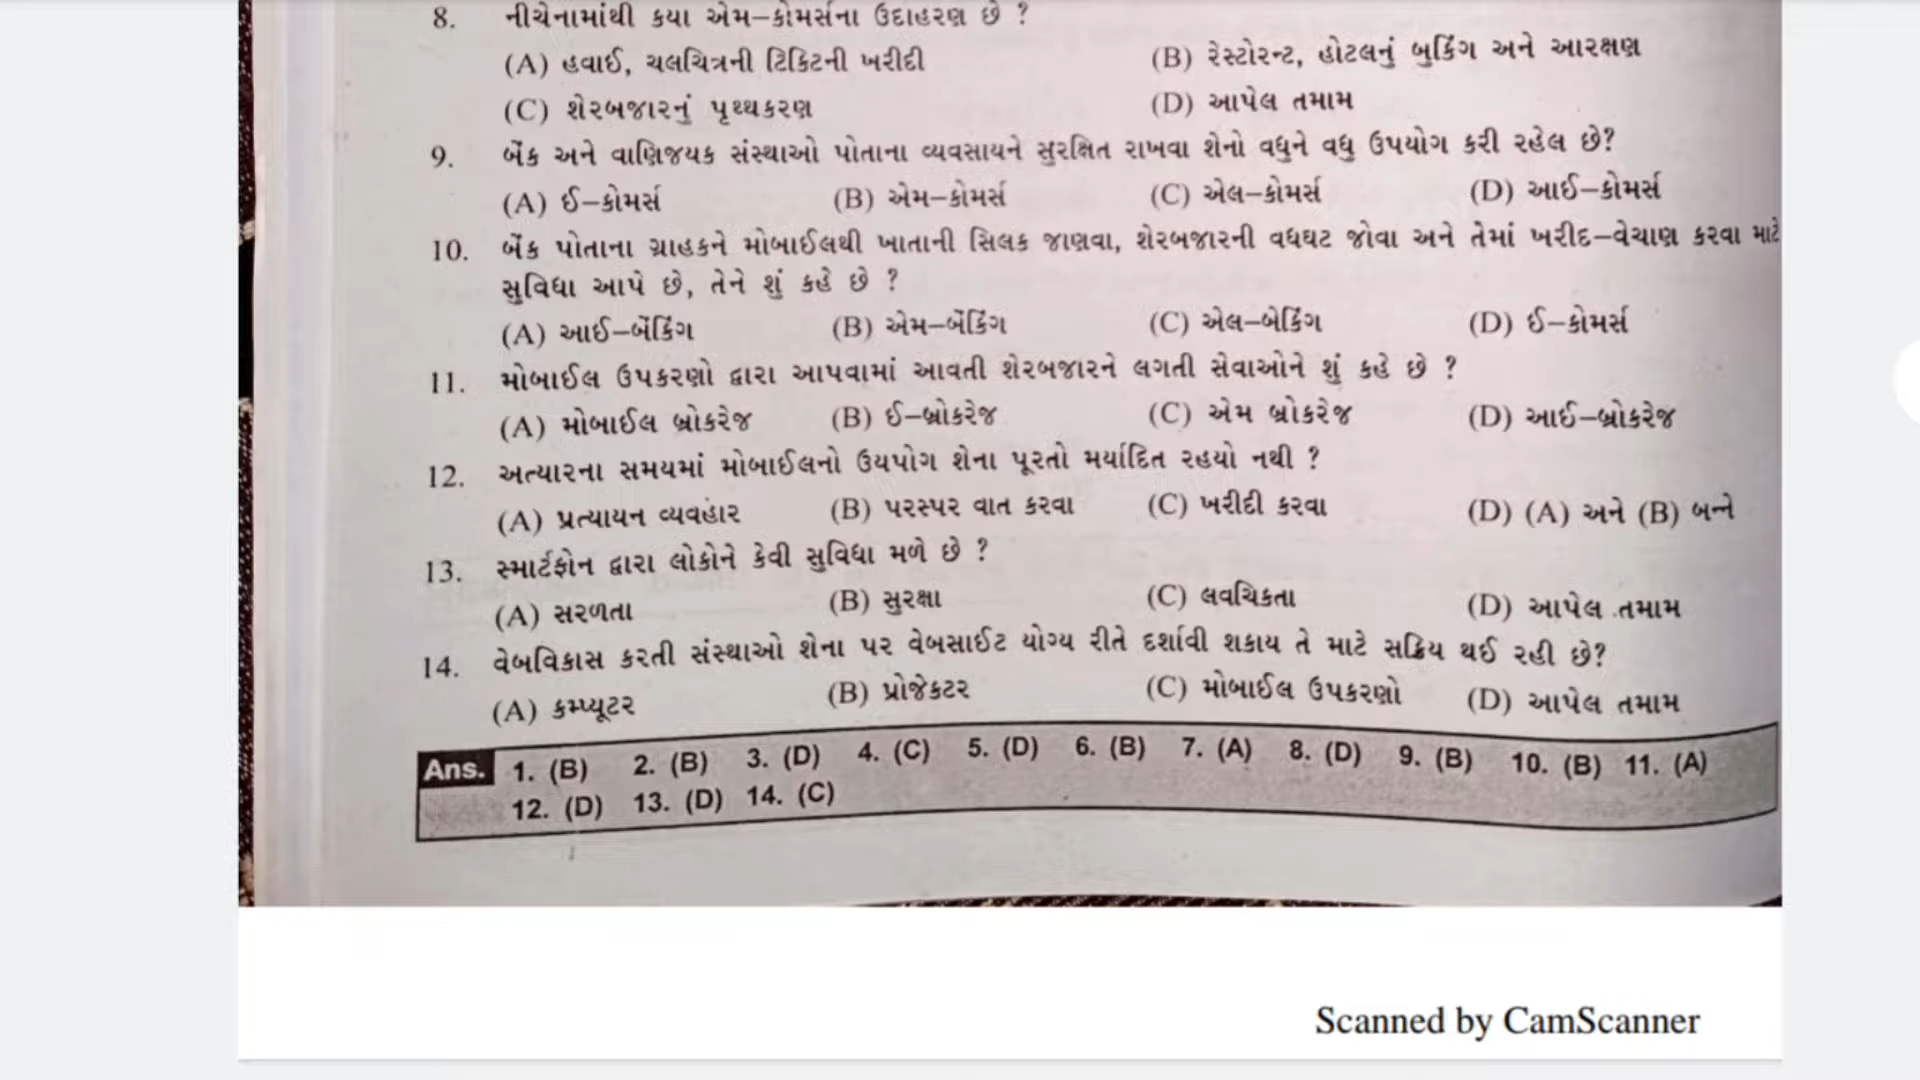 8. નીચેનામાંથી કયા એમ–કોમર્સના ઉદાહરણ છે ?
(A) હવાઈ, ચલચિત્રની ટિકિટની ખરીદી (B) રેસ્ટોરન્ટ, હોટલનું બુકિંગ અને આરક્ષણ
(C) શેરબજારનું પૃથ્થકરણ (D) આપેલ તમામ
9. બેંક અને વાણિજયક સંસ્થાઓ પોતાના વ્યવસાયને સુરક્ષિત રાખવા શેનો વધુને વધુ ઉપયોગ કરી રહેલ છે?
(A) ઈ–કોમર્સ (B) એમ–કોમર્સ (C) એલ–કોમર્સ (D) આઈ–કોમર્સ
10. બેંક પોતાના ગ્રાહકને મોબાઈલથી ખાતાની સિલક જાણવા, શેરબજારની વધઘટ જોવા અને તેમાં ખરીદ–વેચાણ કરવા માટે
સુવિધા આપે છે, તેને શું કહે છે ?
(A) આઈ–બેંકિંગ (B) એમ–બેંકિંગ (C) એલ–બેકિંગ (D) ઈ–કોમર્સ
11. મોબાઈલ ઉપકરણો દ્વારા આપવામાં આવતી શેરબજારને લગતી સેવાઓને શું કહે છે ?
(A) મોબાઈલ બ્રોકરેજ (B) ઈ–બ્રોકરેજ (C) એમ બ્રોકરેજ (D) આઈ–બ્રોકરેજ
12. અત્યારના સમયમાં મોબાઈલનો ઉયપોગ શેના પૂરતો મર્યાદિત રહયો નથી ?
(A) પ્રત્યાયન વ્યવહાર (B) પરસ્પર વાત કરવા (C) ખરીદી કરવા (D) (A) અને (B) બન્ને
13. સ્માર્ટફોન દ્વારા લોકોને કેવી સુવિધા મળે છે ?
(A) સરળતા (B) સુરક્ષા (C) લવચિકતા (D) આપેલ તમામ
14. વેબવિકાસ કરતી સંસ્થાઓ શેના પર વેબસાઈટ યોગ્ય રીતે દર્શાવી શકાય તે માટે સક્રિય થઈ રહી છે?
(A) કમ્પ્યૂટર (B) પ્રોજેક્ટર (C) મોબાઈલ ઉપકરણો (D) આપેલ તમામ
Ans. 1. (B) 2. (B) 3. (D) 4. (C) 5. (D) 6. (B) 7. (A) 8. (D) 9. (B) 10. (B) 11. (A)
12. (D) 13. (D) 14. (C)
Scanned by CamScanner